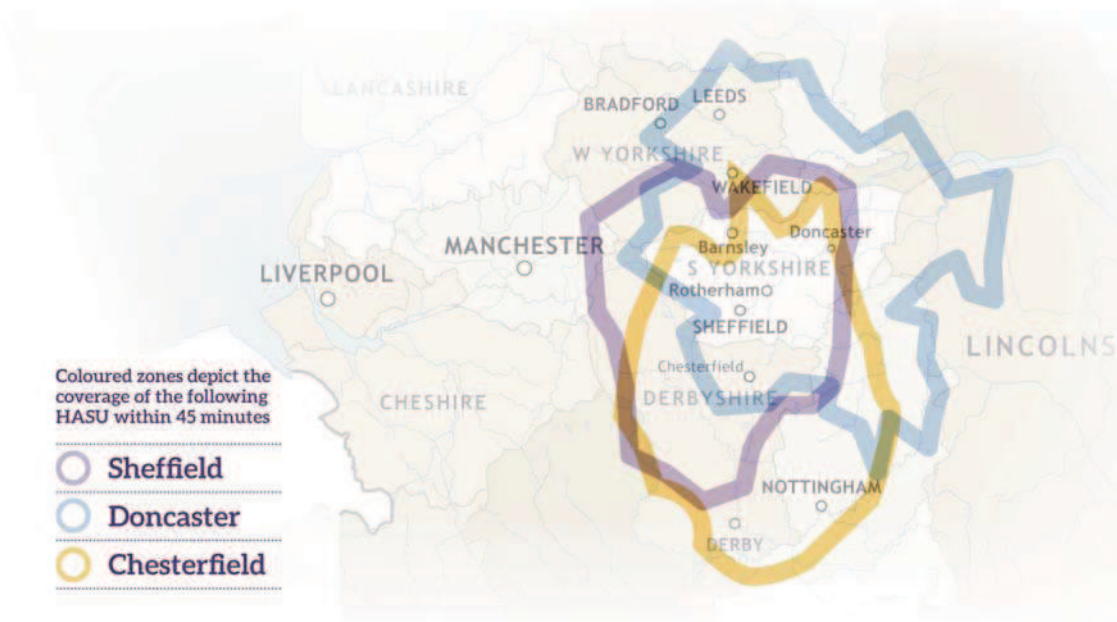 LANCASHIRE
BRADFORD
LEEDS
W YORKSHIRE
WAKEFIELD
MANCHESTER
Barnsley
Doncaster
S YORKSHIRE
LIVERPOOL
Rotherham
SHEFFIELD
LINCOLNS
Chesterfield
CHESHIRE
DERBYSHIRE
NOTTINGHAM
DERBY
Coloured zones depict the
coverage of the following
HASU within 45 minutes
Sheffield
Doncaster
Chesterfield